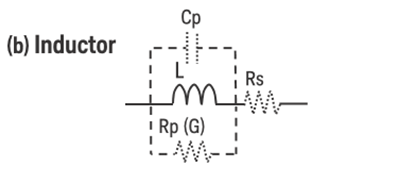 Cp
(b) Inductor
L
Rs
Rp (G)